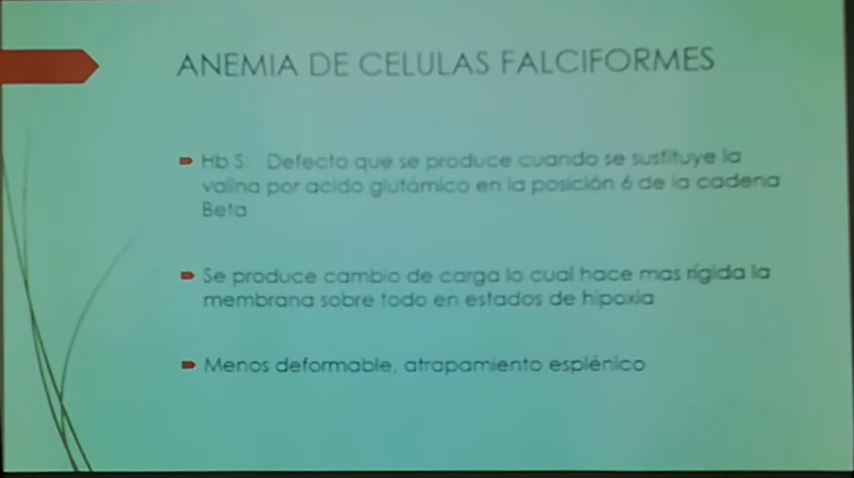 ANEMIA DE CELULAS FALCIFORMES
Hb S: Defecto que se produce cuando se sustituye la
valina por acido glutámico en la posición 6 de la cadena
Beta
Se produce cambio de carga lo cual hace mas rígida la
membrana sobre todo en estados de hipoxia
Menos deformable, atrapamiento esplénico